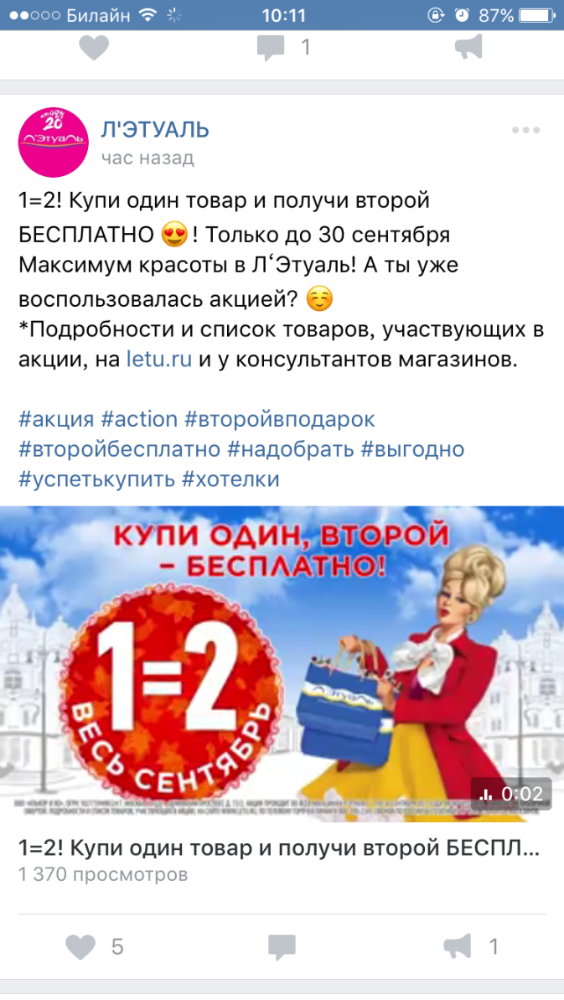 Билайн 10:11 87%
1
Л'ЭТУАЛЬ
час назад
1=2! Купи один товар и получи второй
БЕСПЛАТНО 😍! Только до 30 сентября
Максимум красоты в Л‘Этуаль! А ты уже
воспользовалась акцией? ☺️
*Подробности и список товаров, участвующих в
акции, на letu.ru и у консультантов магазинов.
#акция #action #второйвподарок
#второйбесплатно #надобрать #выгодно
#успетькупить #хотелки
КУПИ ОДИН, ВТОРОЙ
– БЕСПЛАТНО!
1=2
ВЕСЬ СЕНТЯБРЬ
Л'Этуаль
0:02
1=2! Купи один товар и получи второй БЕСПЛ...
1 370 просмотров
5 1